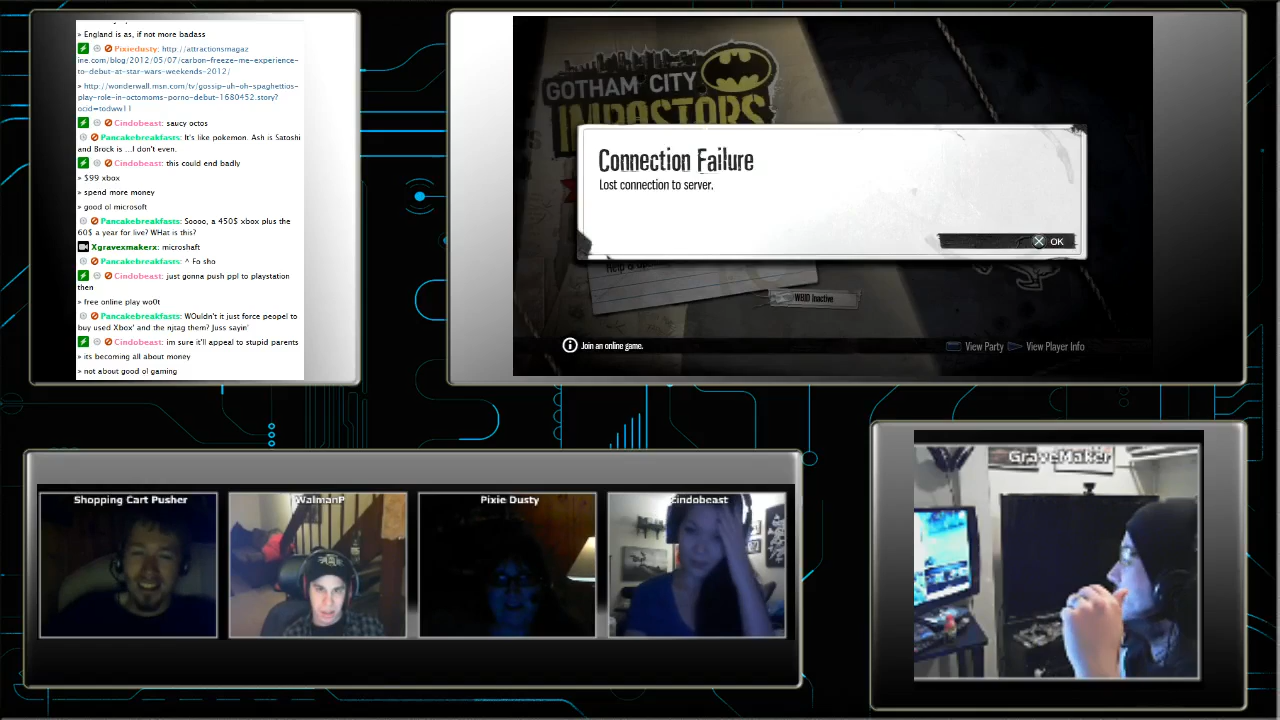 » England is as, if not more badass
Pixiedusty: http://attractionsmagaz
ine.com/blog/2012/05/07/carbon-freeze-me-experience-
to-debut-at-star-wars-weekends-2012/
» http://wonderwall.msn.com/tv/gossip-uh-oh-spaghettios-
play-role-in-octomoms-porno-debut-1680452.story?
ocid=todww11
Cindobeast: saucy octos
Pancakebreakfasts: It's like pokemon. Ash is Satoshi
and Brock is ...I don't even.
Cindobeast: this could end badly
» $99 xbox
» spend more money
» good ol microsoft
Pancakebreakfasts: Soooo, a 450$ xbox plus the
60$ a year for live? WHat is this?
Xgravexmakerx: microshaft
Pancakebreakfasts: ^ Fo sho
Cindobeast: just gonna push ppl to playstation
then
» free online play wo0t
Pancakebreakfasts: WOuldn't it just force peopel to
buy used Xbox' and the njtag them? Juss sayin'
Cindobeast: im sure it'll appeal to stupid parents
» its becoming all about money
» not about good ol gaming
GOTHAM CITY
IMPOSTORS
Connection Failure
Lost connection to server.
OK
WBID Inactive
Join an online game.
View Party
View Player Info
Shopping Cart Pusher
WalmanP
Pixie Dusty
Cindobeast
GraveMaker